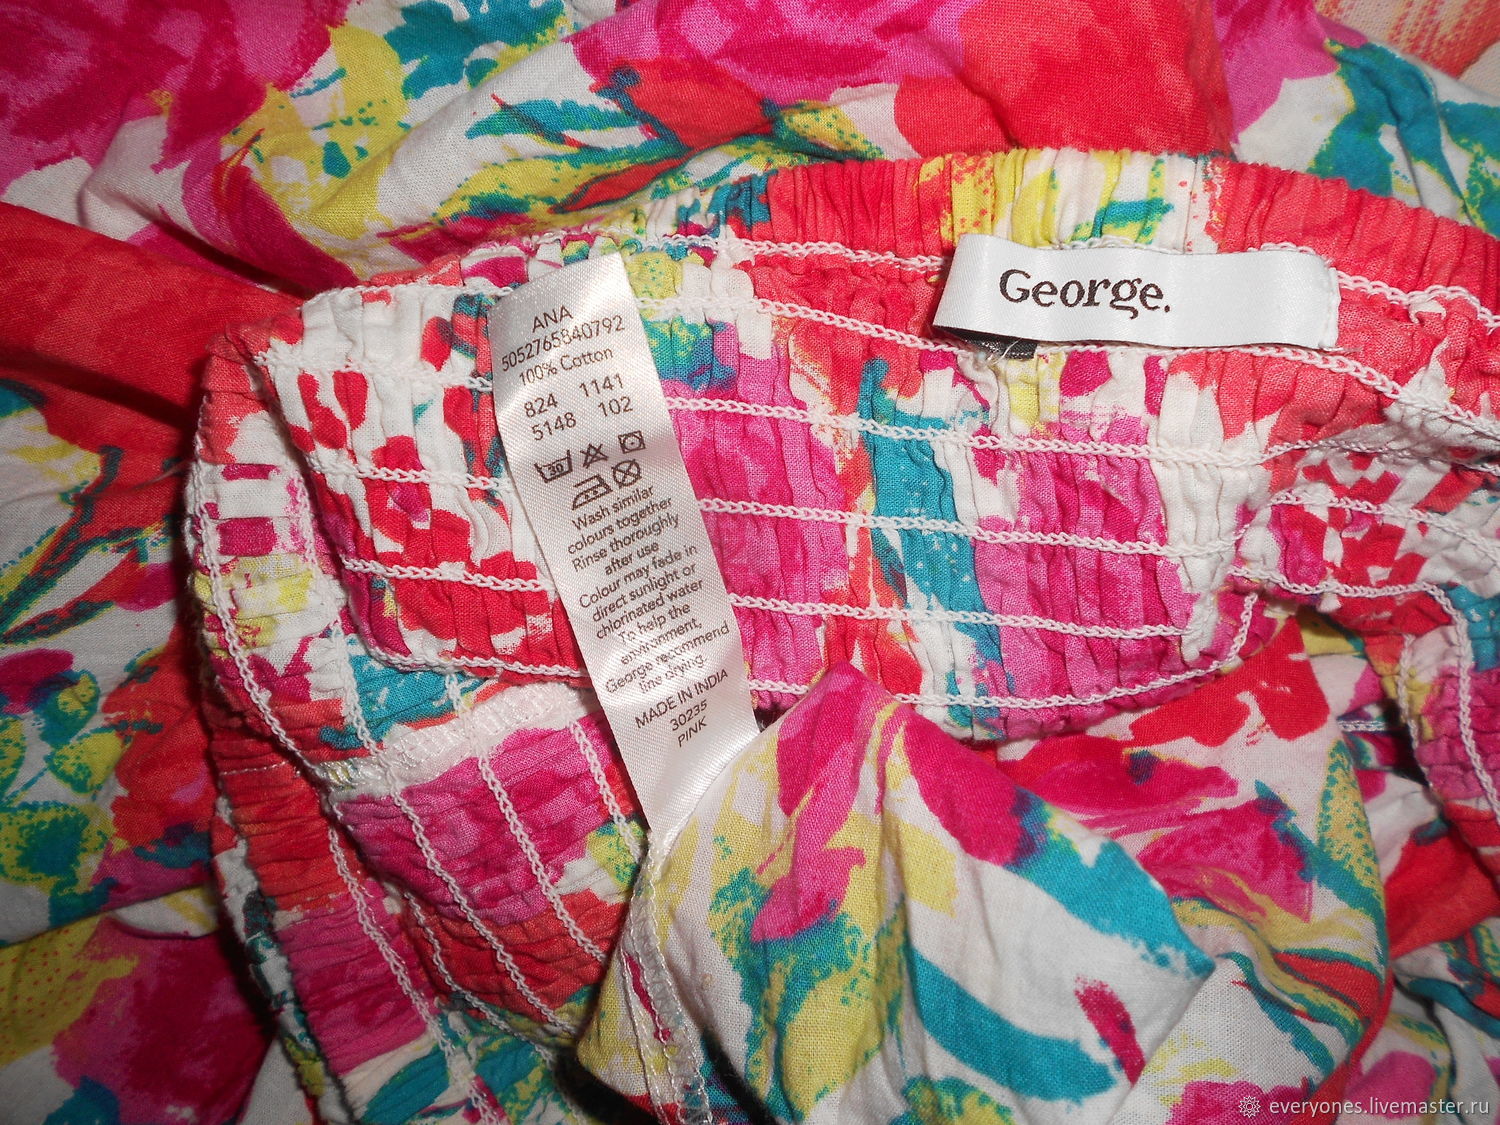 George.
ANA
5052765840792
100% Cotton
824 1141
5148 102
30
Wash similar
colours together
Rinse thoroughly
after use
Colour may fade in
direct sunlight or
chlorinated water
To help the
environment,
George recommend
line drying.
MADE IN INDIA
30235
PINK
everyones.livemaster.ru